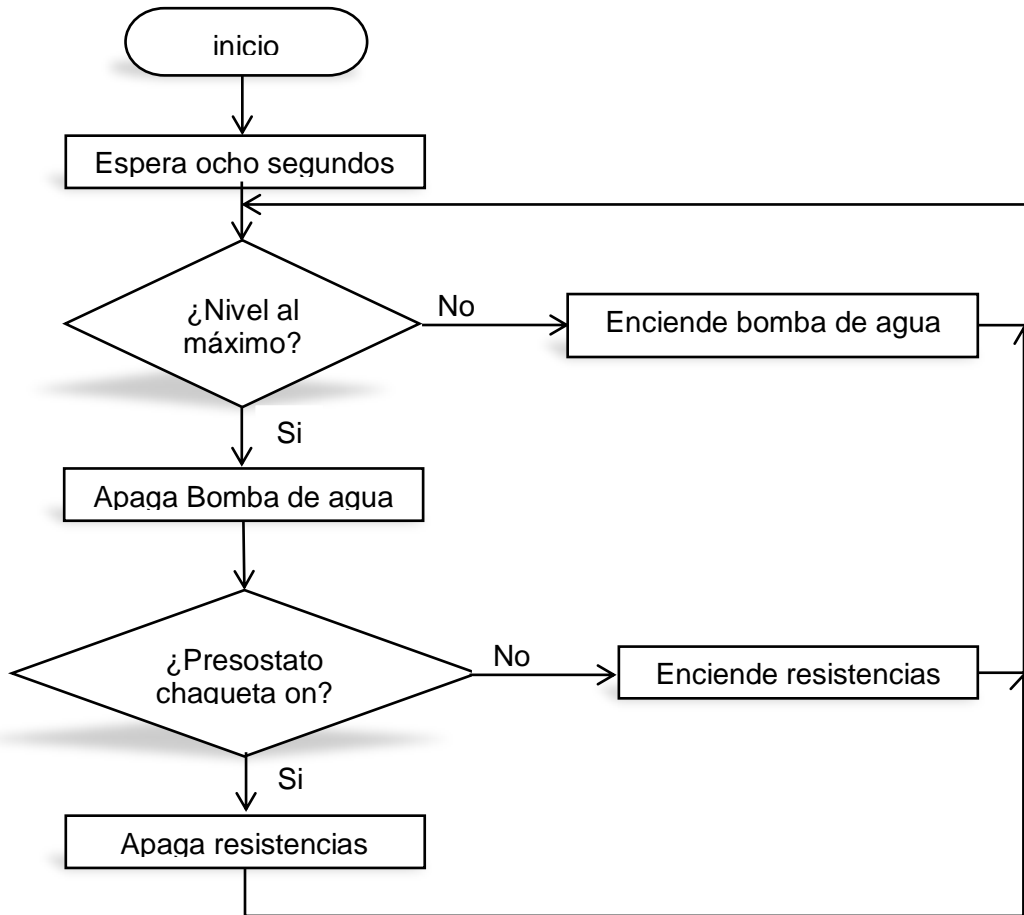 inicio
Espera ocho segundos
¿Nivel al
máximo?
No
Enciende bomba de agua
Si
Apaga Bomba de agua
¿Presostato
chaqueta on?
No
Enciende resistencias
Si
Apaga resistencias